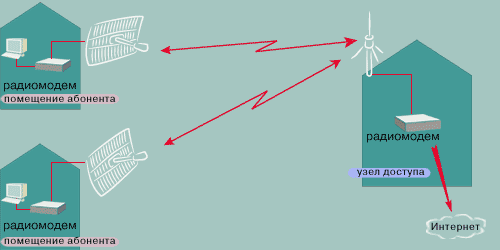 радиомодем
помещение абонента
радиомодем
узел доступа
Интернет
радиомодем
помещение абонента